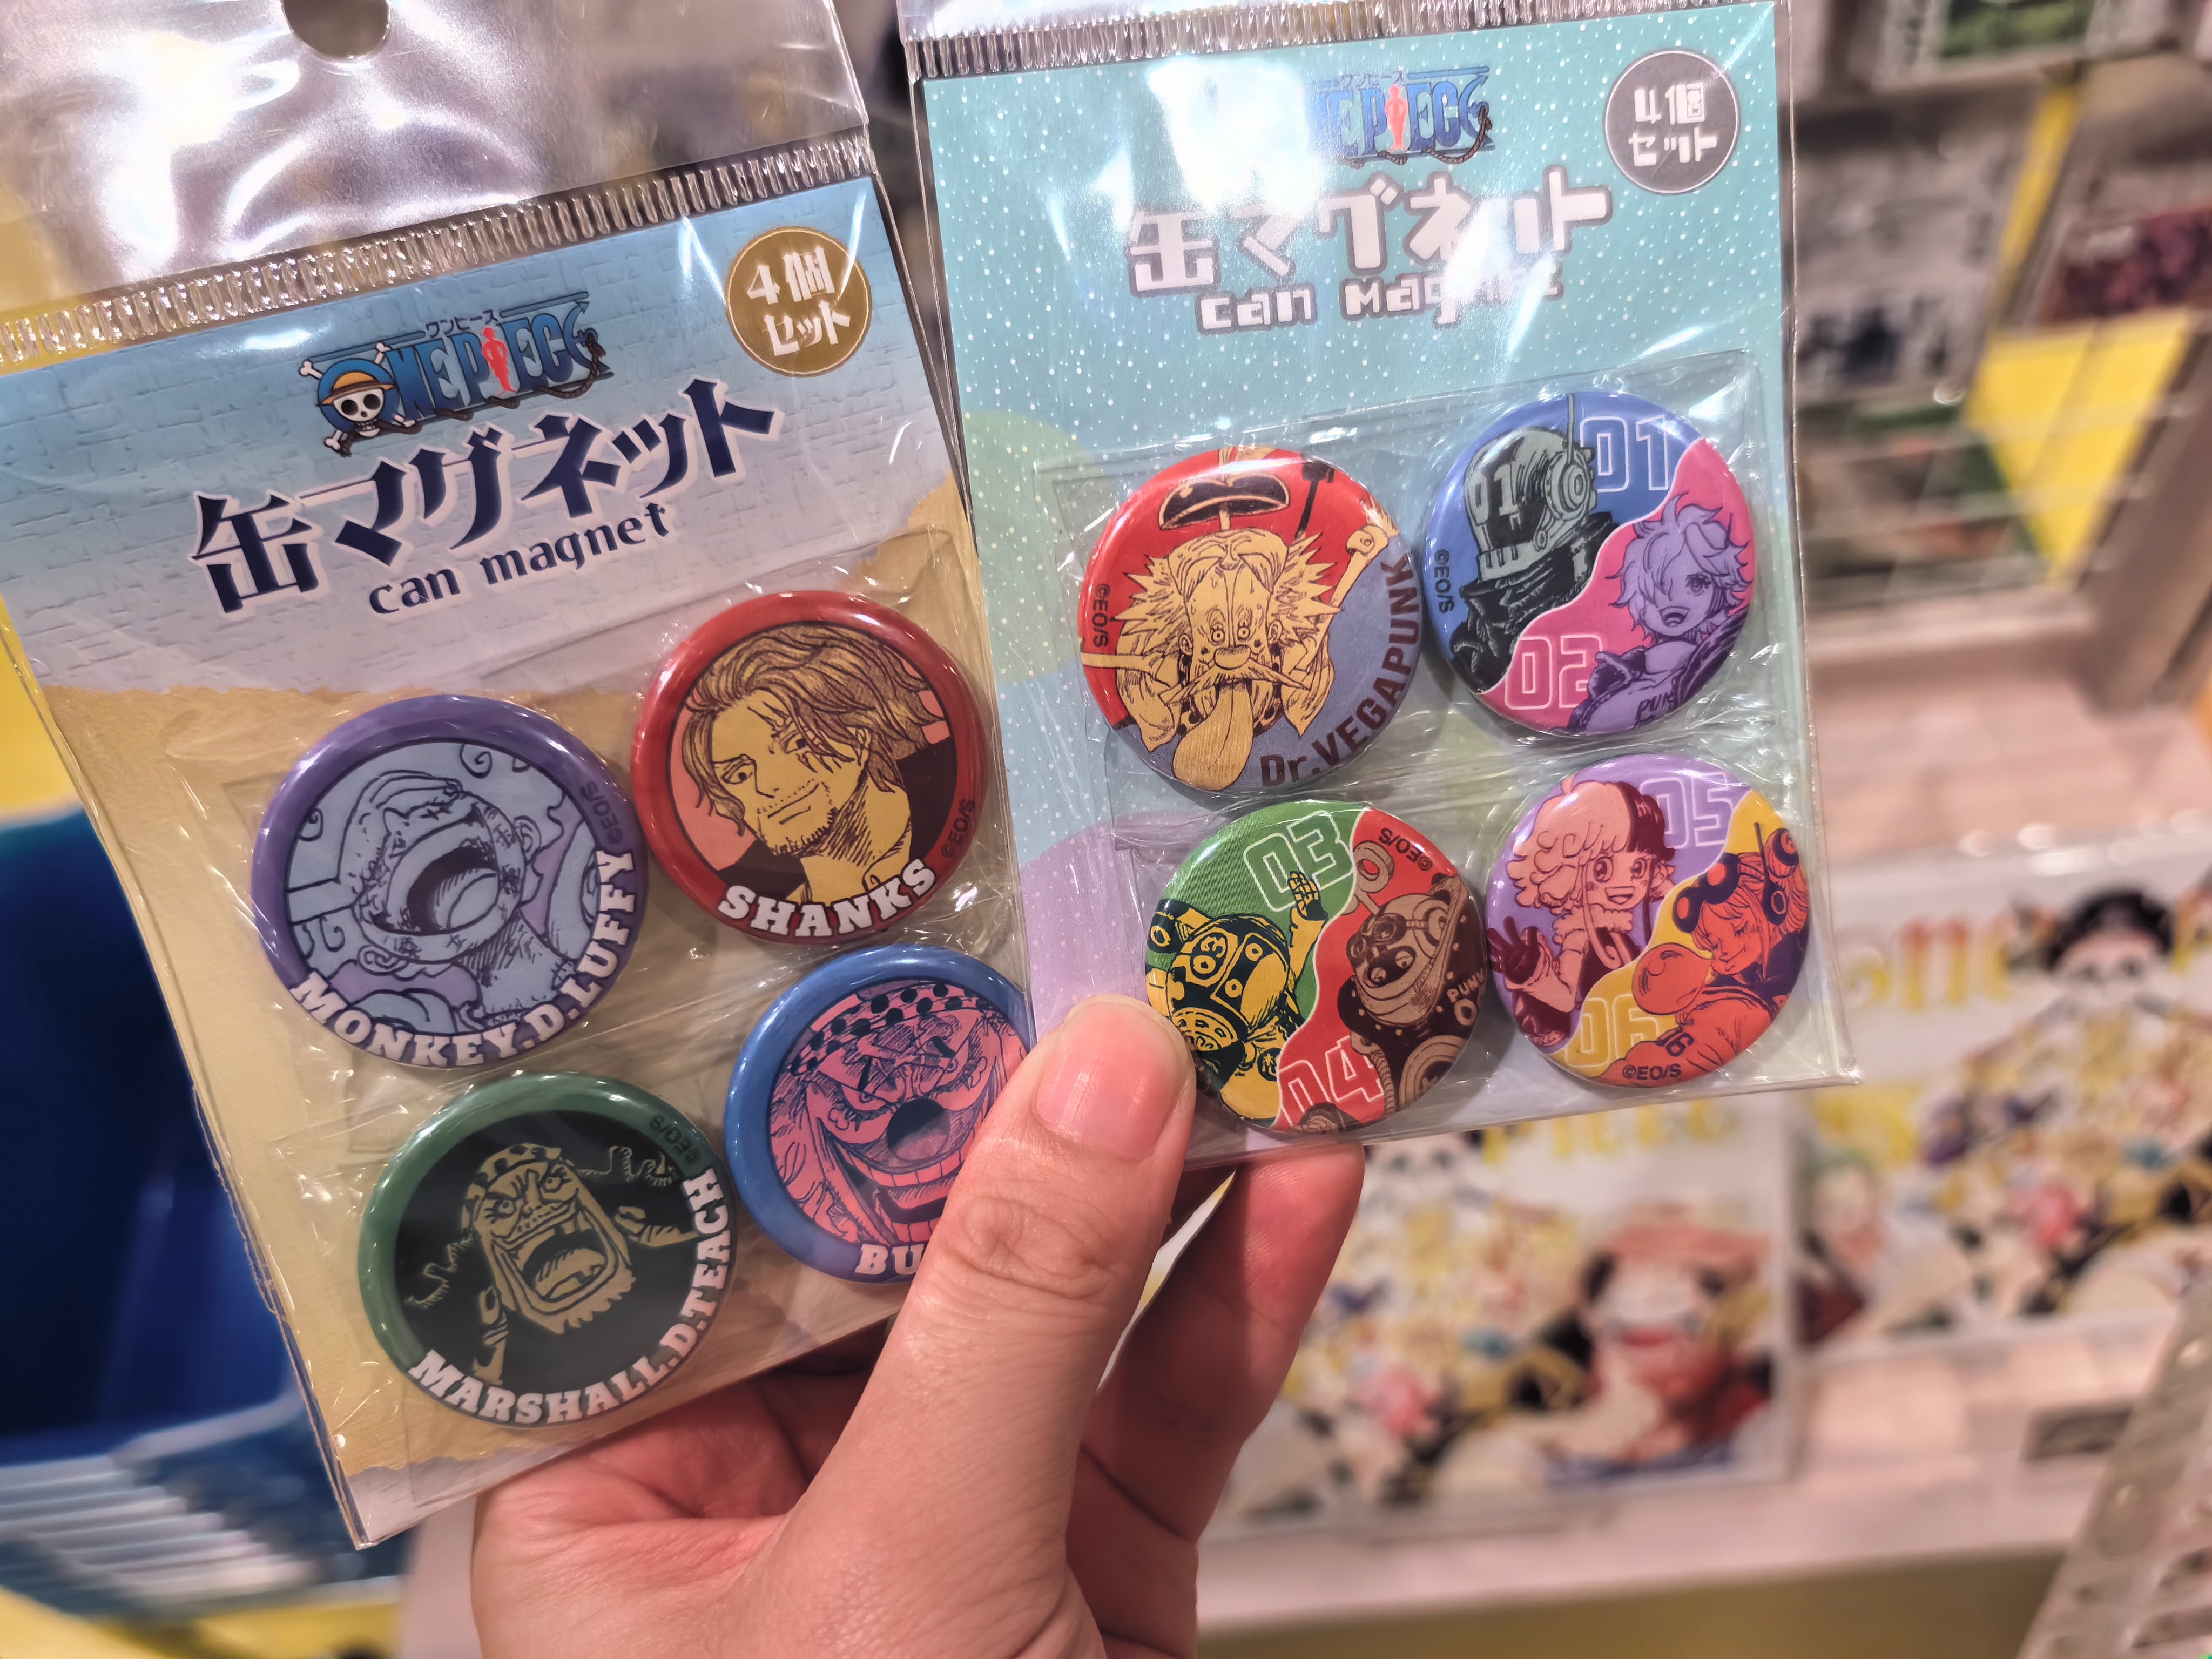 4個
セット
ワンピース
ONE PIECE
缶マグネット
can magnet
©EO/S
MONKEY.D.LUFFY
©EO/S
SHANKS
©EO/S
MARSHALL.D.TEACH
BU
4個
セット
ワンピース
缶マグネット
can magnet
©EO/S
Dr.VEGAPUNK
01
01
©EO/S
02
03
03
©EO/S
PUNK
04
05
06
©EO/S